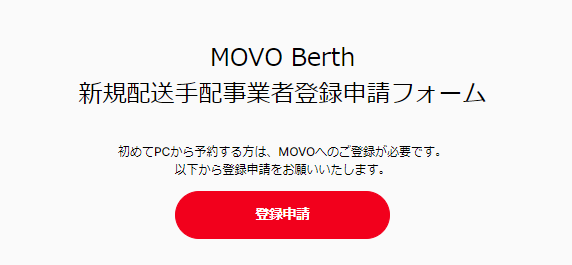 MOVO Berth
新規配送手配事業者登録申請フォーム
初めてPCから予約する方は、MOVOへのご登録が必要です。
以下から登録申請をお願いいたします。
登録申請